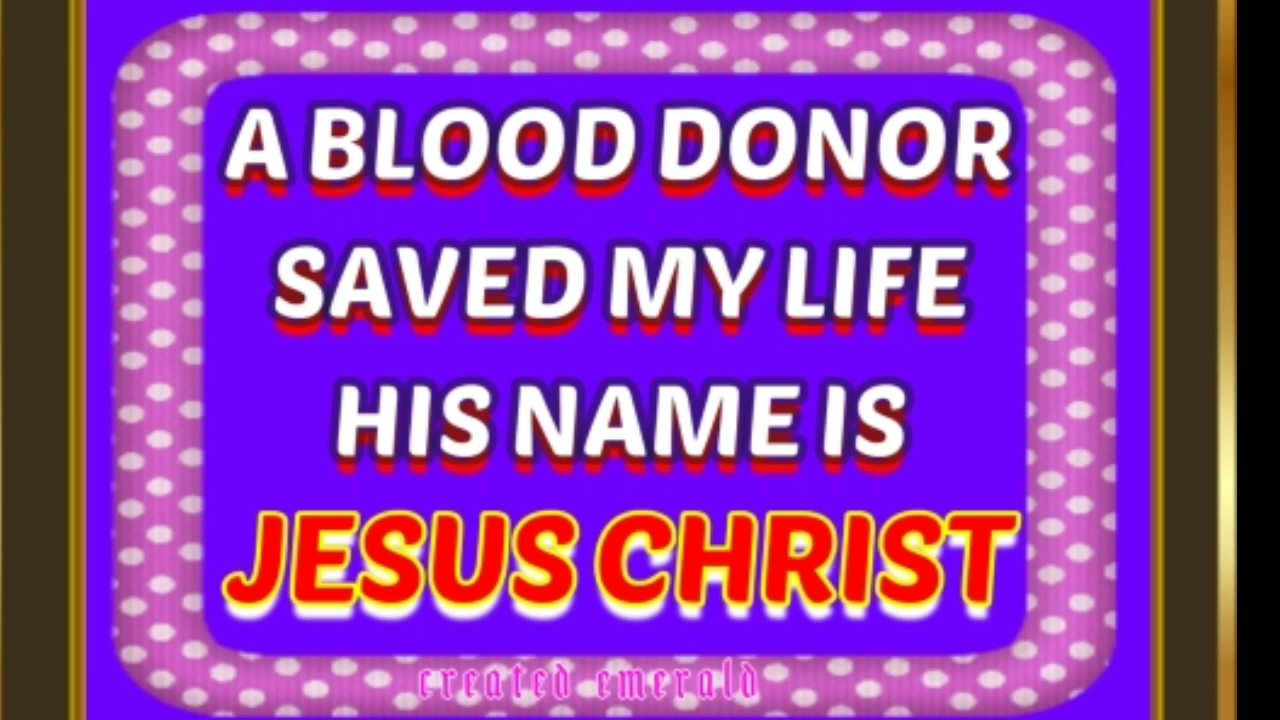 A BLOOD DONOR
SAVED MY LIFE
HIS NAME IS
JESUS CHRIST
created emerald